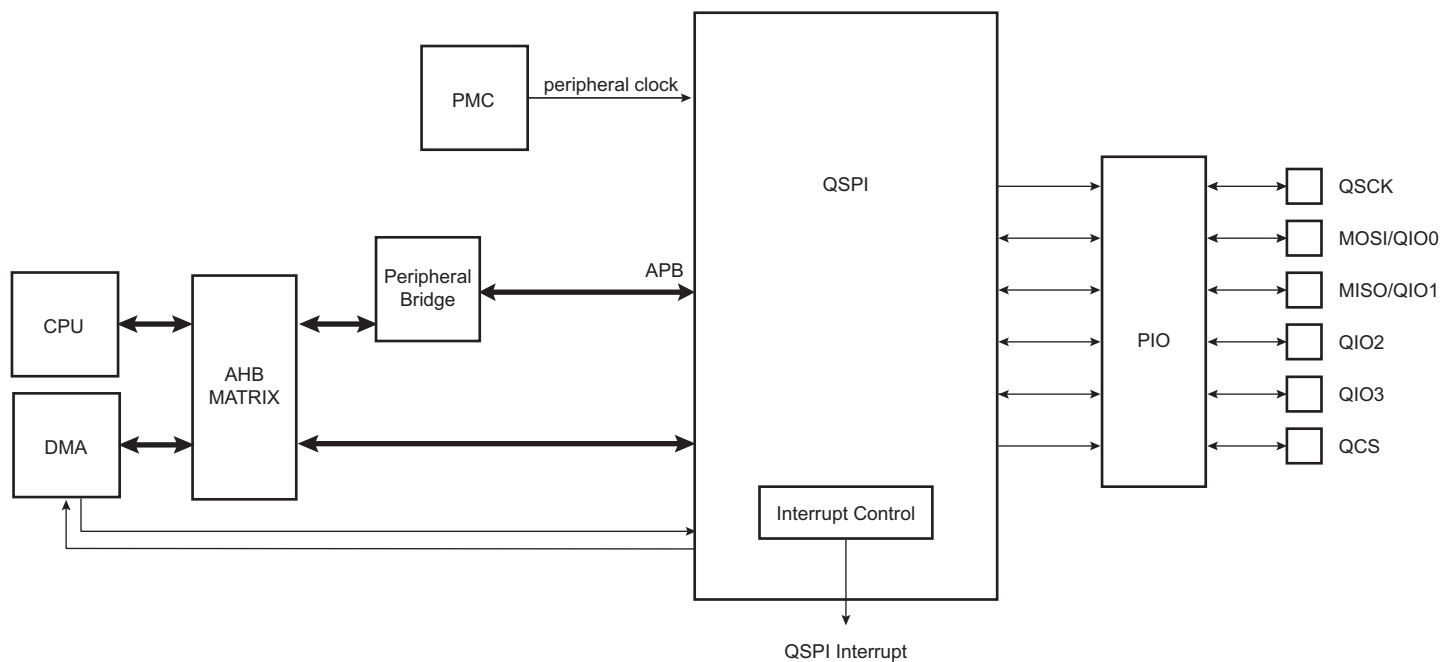 peripheral clock
PMC
QSPI
QSCK
MOSI/QIO0
Peripheral
Bridge
APB
MISO/QIO1
CPU
PIO
QIO2
AHB
MATRIX
QIO3
DMA
QCS
Interrupt Control
QSPI Interrupt